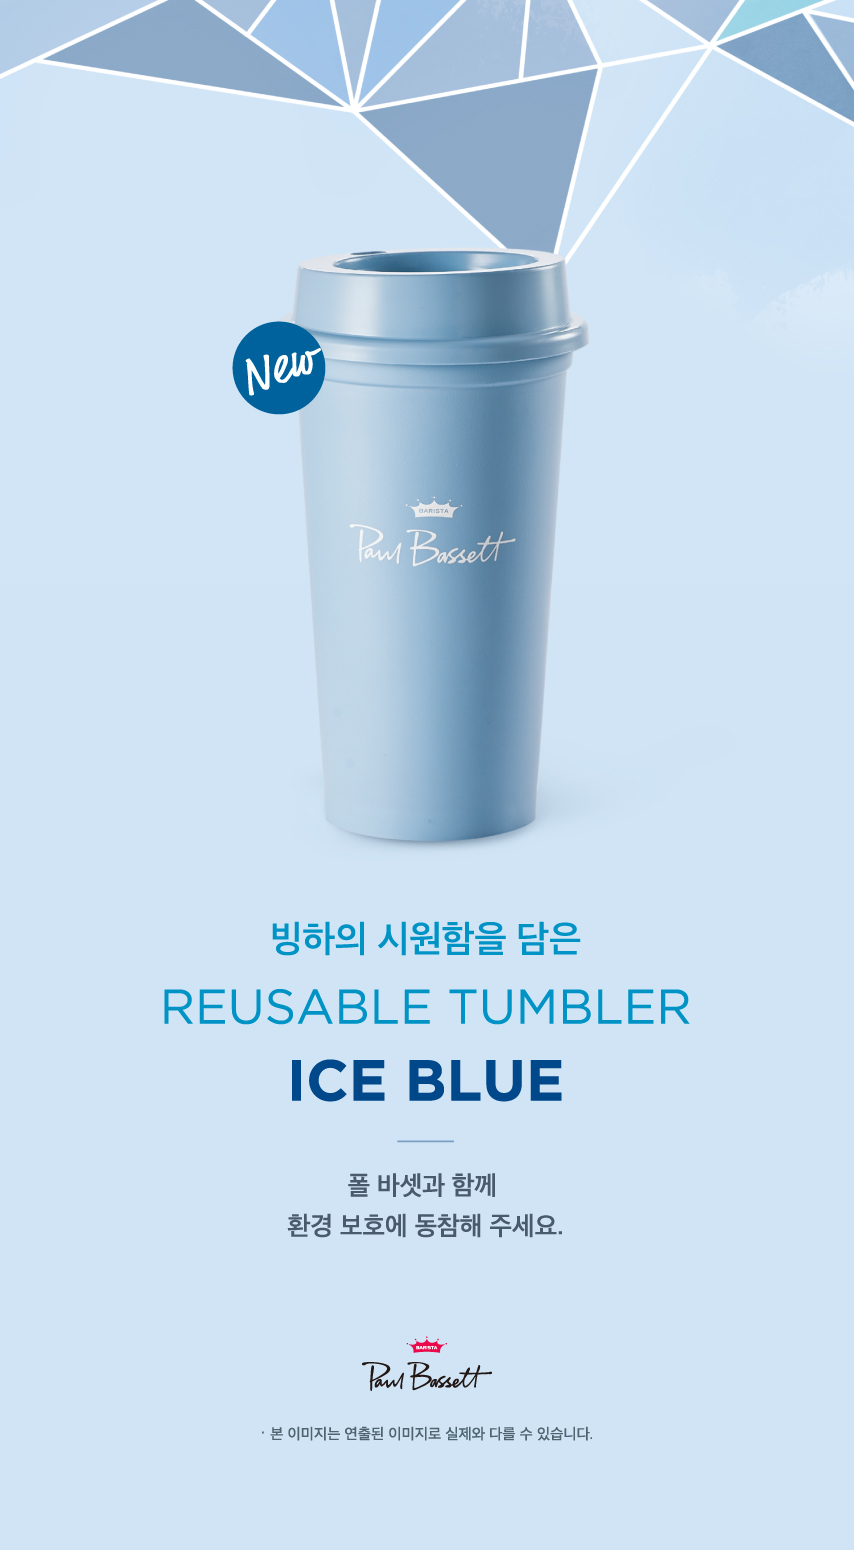 New
BARISTA
Paul Bassett
빙하의 시원함을 담은
REUSABLE TUMBLER
ICE BLUE
폴 바셋과 함께
환경 보호에 동참해 주세요.
BARISTA
Paul Bassett
· 본 이미지는 연출된 이미지로 실제와 다를 수 있습니다.